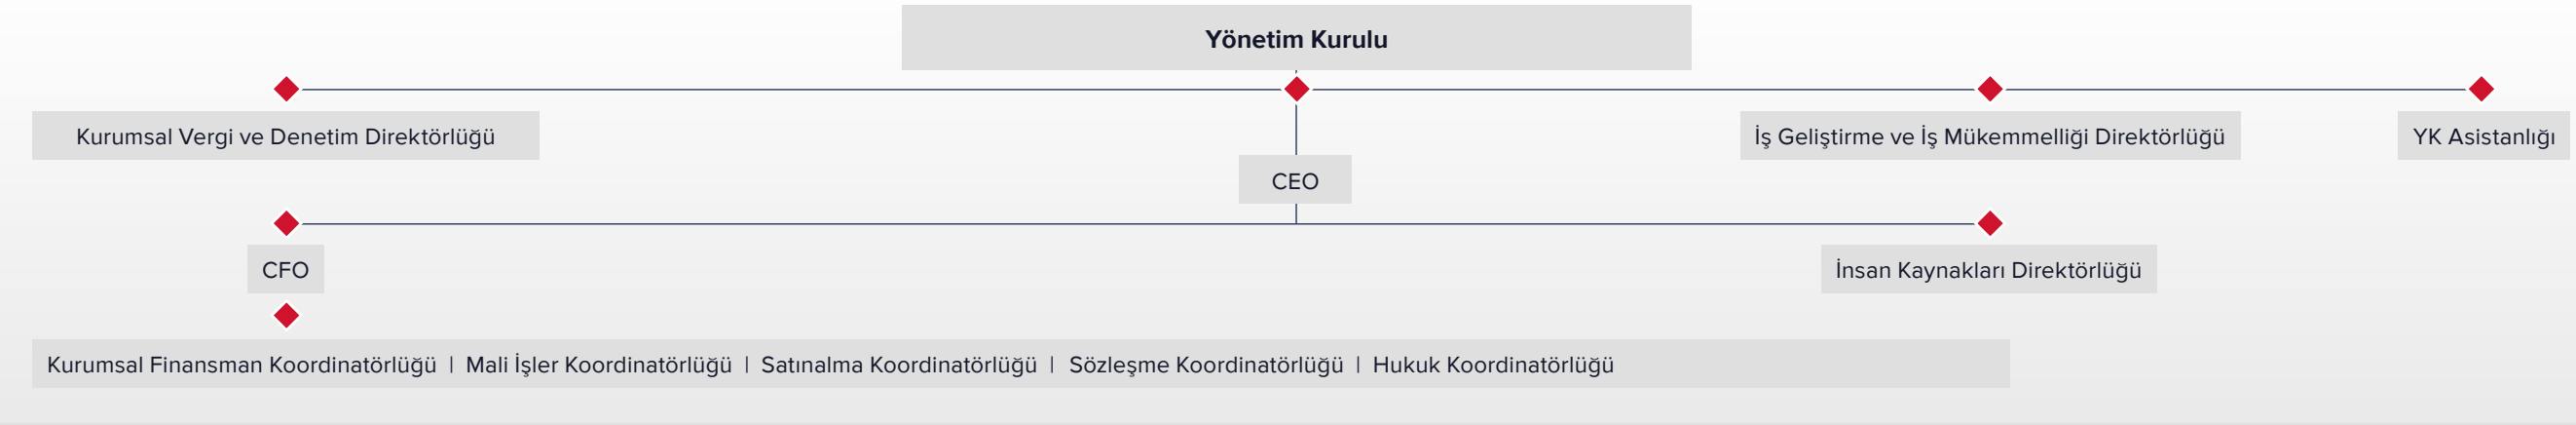 Yönetim Kurulu
Kurumsal Vergi ve Denetim Direktörlüğü
İş Geliştirme ve İş Mükemmelliği Direktörlüğü
YK Asistanlığı
CEO
CFO
İnsan Kaynakları Direktörlüğü
Kurumsal Finansman Koordinatörlüğü | Mali İşler Koordinatörlüğü | Satınalma Koordinatörlüğü | Sözleşme Koordinatörlüğü | Hukuk Koordinatörlüğü